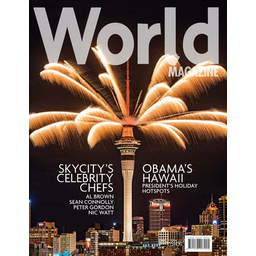 World
MAGAZINE
SKYCITY'S
CELEBRITY
CHEFS
AL BROWN
SEAN CONNOLLY
PETER GORDON
NIC WATT
OBAMA'S
HAWAII
PRESIDENT'S HOLIDAY
HOTSPOTS